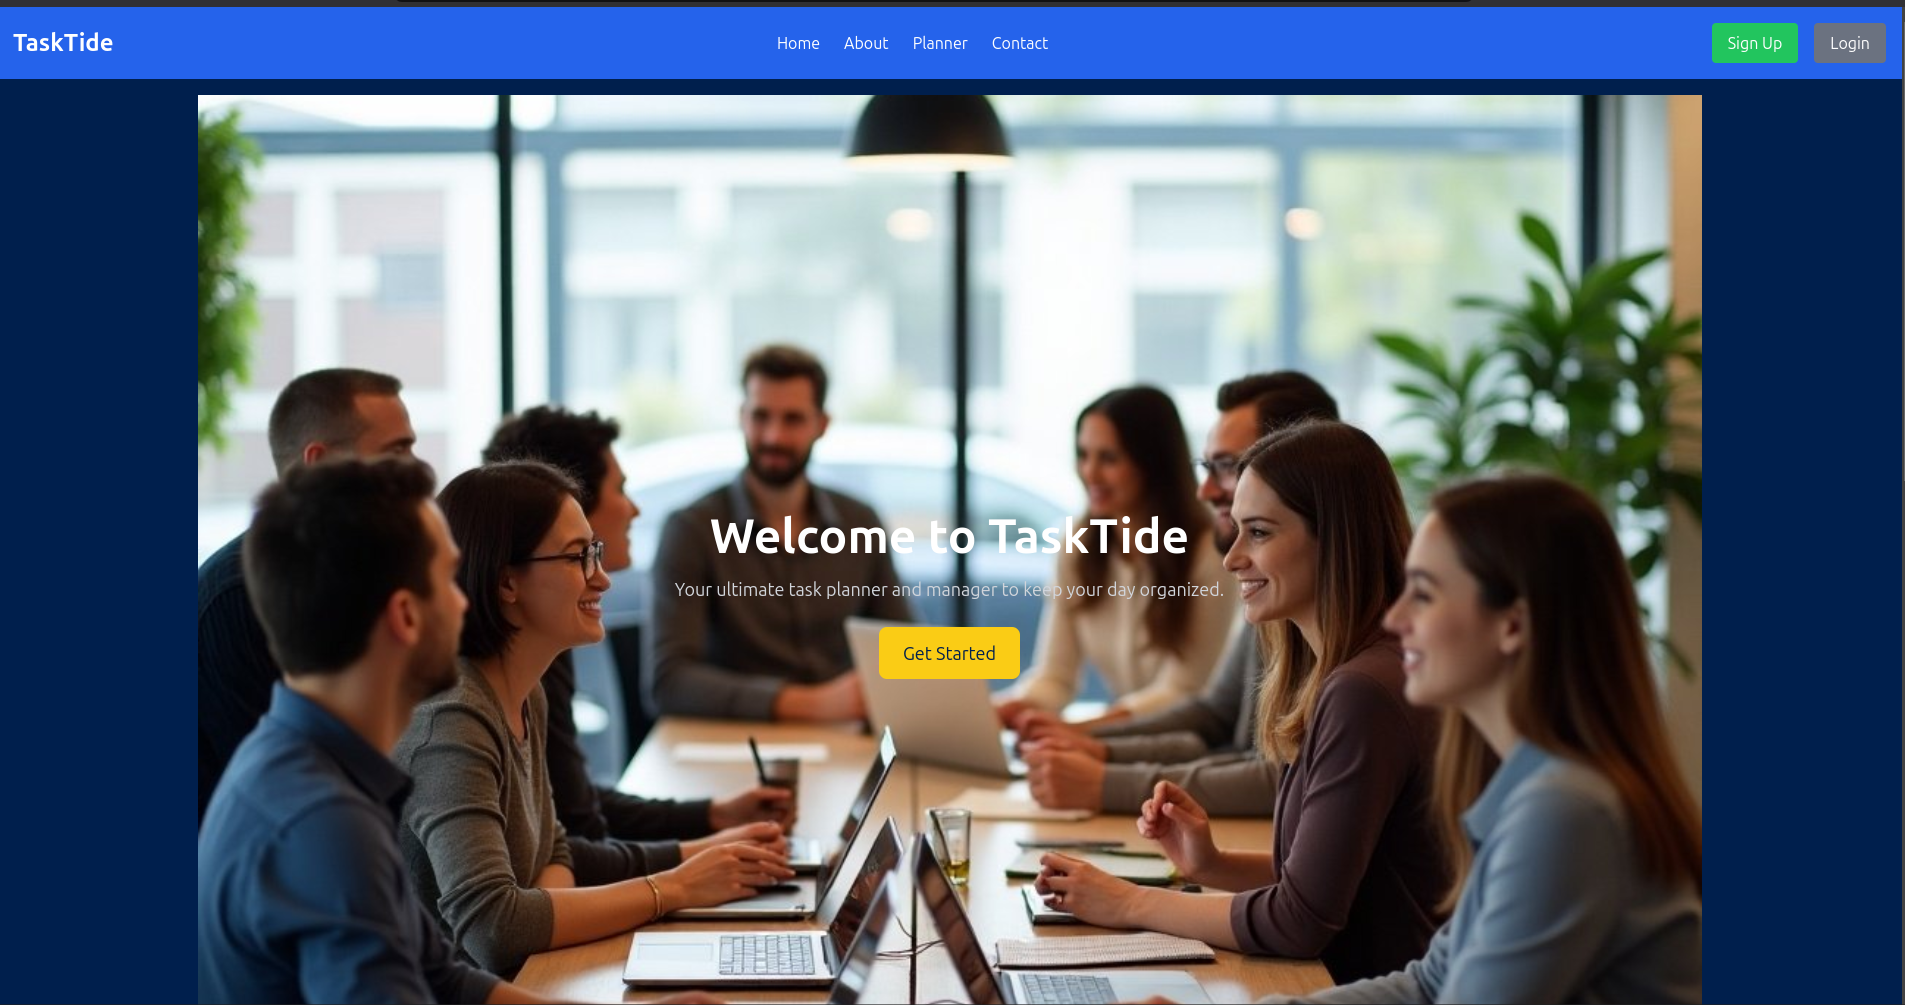 TaskTide
Home About Planner Contact
Sign Up Login
Welcome to TaskTide
Your ultimate task planner and manager to keep your day organized.
Get Started